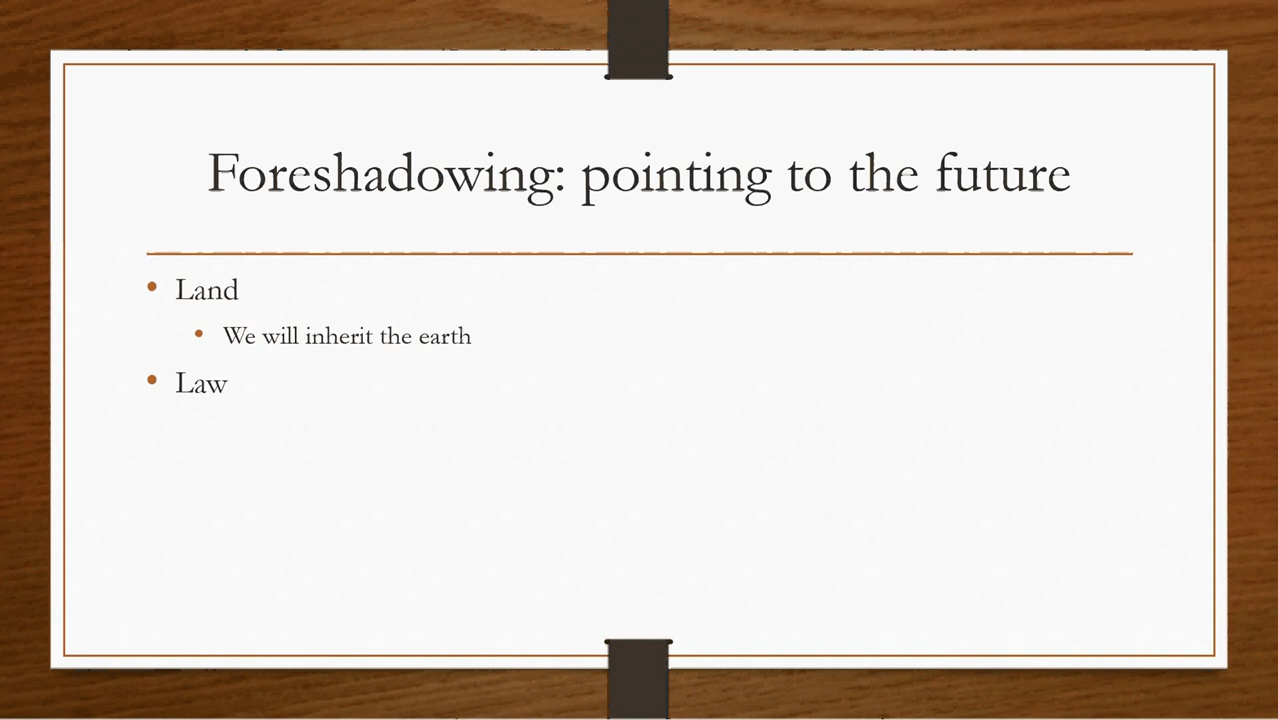 Foreshadowing: pointing to the future
• Land
• We will inherit the earth
• Law